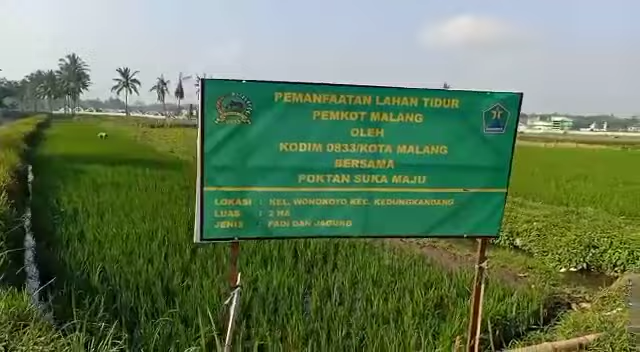 PEMANFAATAN LAHAN TIDUR
PEMKOT MALANG
OLEH
KODIM 0833/KOTA MALANG
BERSAMA
POKTAN SUKA MAJU
LOKASI : KEL. WONOKOYO KEC. KEDUNGKANDANG
LUAS : 2 HA
JENIS : PADI DAN JAGUNG